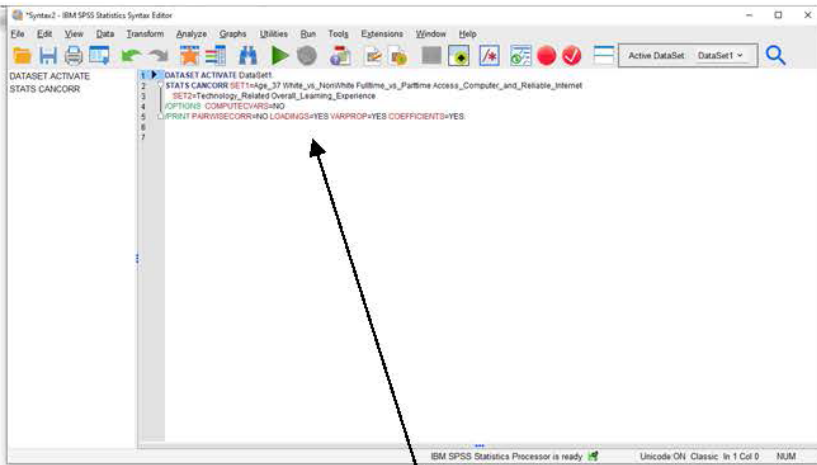 *Syntax2 - IBM SPSS Statistics Syntax Editor
File Edit View Data Transform Analyze Graphs Utilities Run Tools Extensions Window Help
Active DataSet DataSet1
DATASET ACTIVATE
STATS CANCORR
1 DATASET ACTIVATE DataSet1.
2 STATS CANCORR SET1=Age_37 White_vs_NonWhite Fulltime_vs_Parttime Access_Computer_and_Reliable_Internet
3 SET2=Technology_Related Overall_Learning_Experience
4 /OPTIONS COMPUTECVARS=NO
5 /PRINT PAIRWISECORR=NO LOADINGS=YES VARPROP=YES COEFFICIENTS=YES.
6
7
IBM SPSS Statistics Processor is ready Unicode:ON Classic ln 1 Col 0 NUM